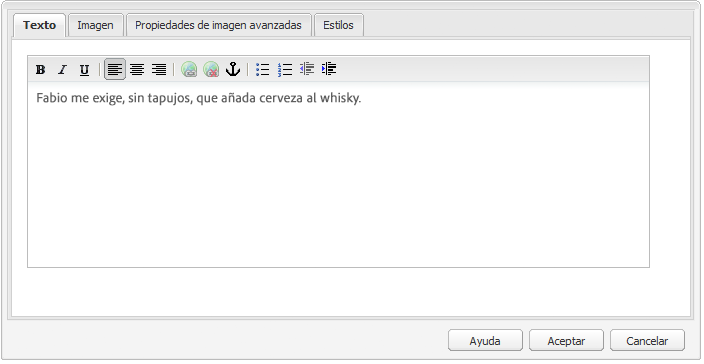 Texto Imagen Propiedades de imagen avanzadas Estilos
B I U
Fabio me exige, sin tapujos, que añada cerveza al whisky.
Ayuda Aceptar Cancelar